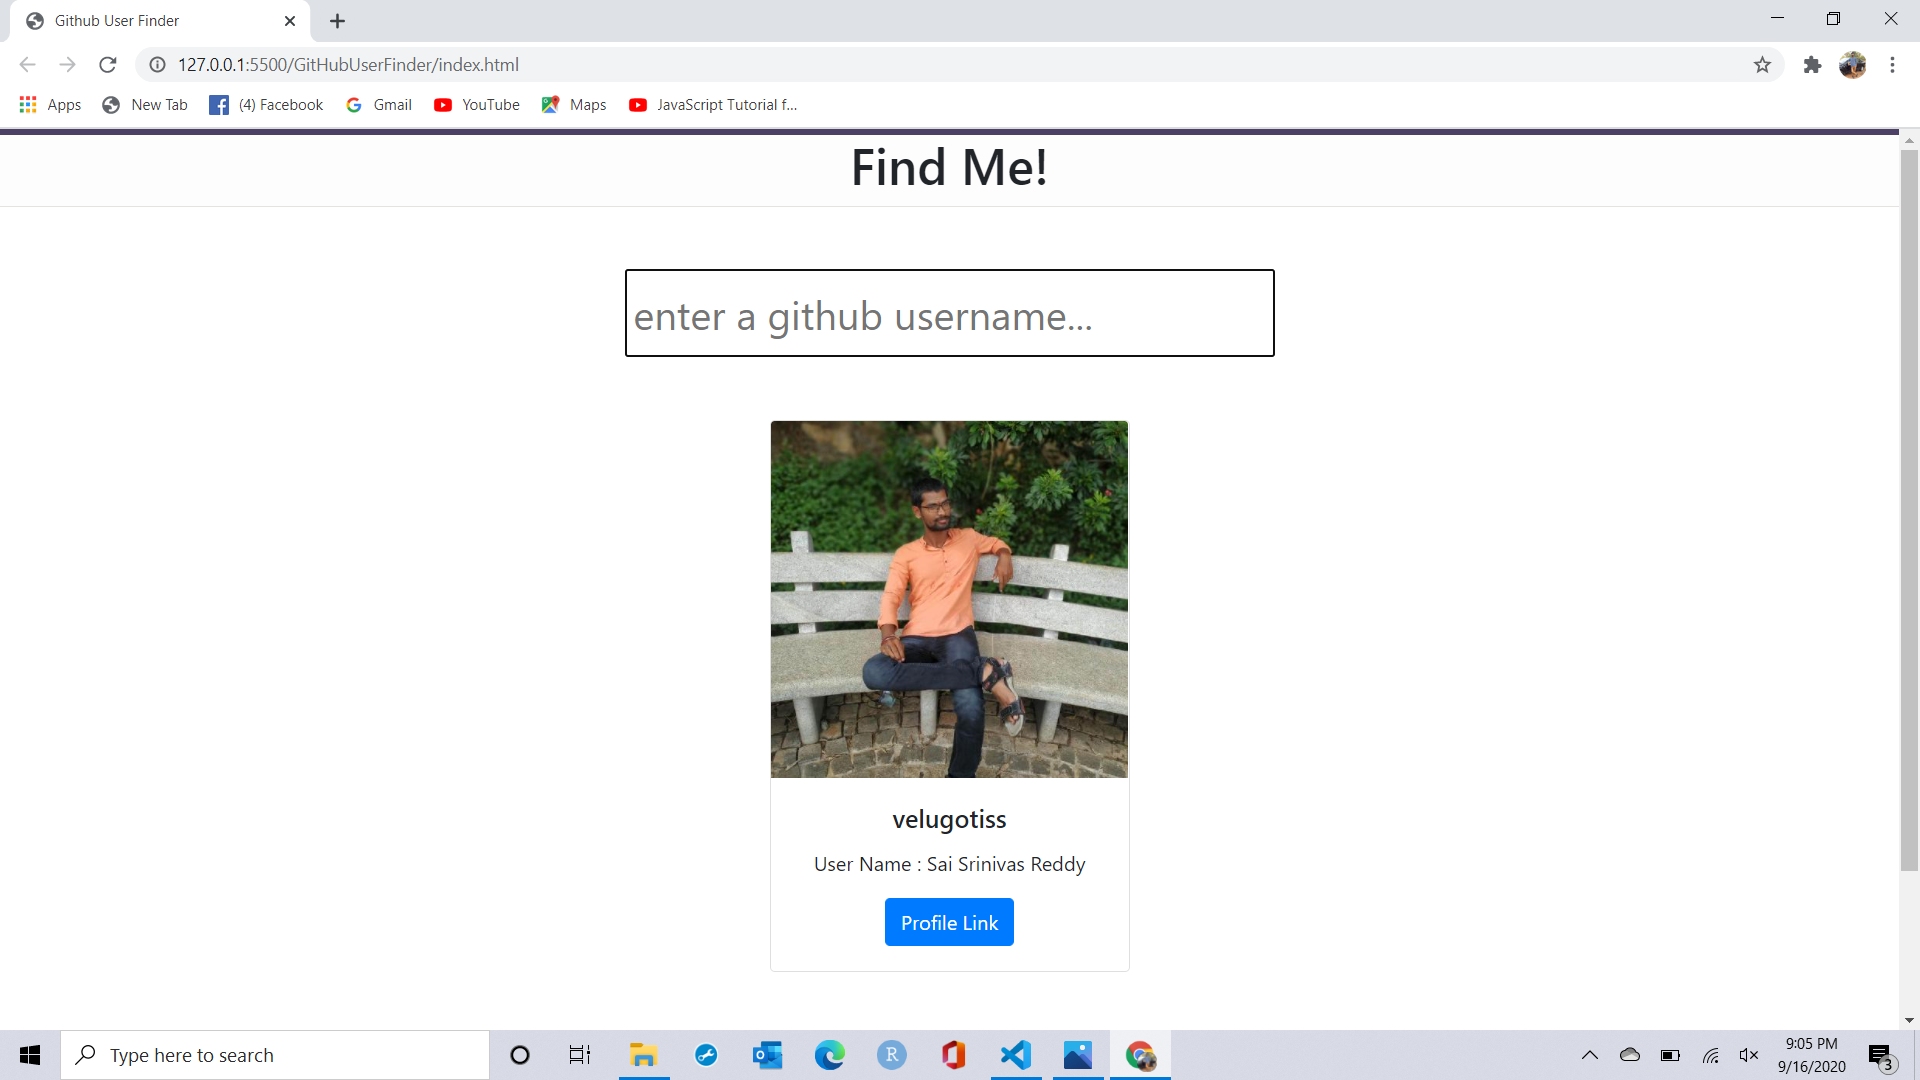 Github User Finder
127.0.0.1:5500/GitHubUserFinder/index.html
Apps New Tab (4) Facebook Gmail YouTube Maps JavaScript Tutorial f...
Find Me!
enter a github username...
velugotiss
User Name : Sai Srinivas Reddy
Profile Link
Type here to search
R
9:05 PM
9/16/2020
3